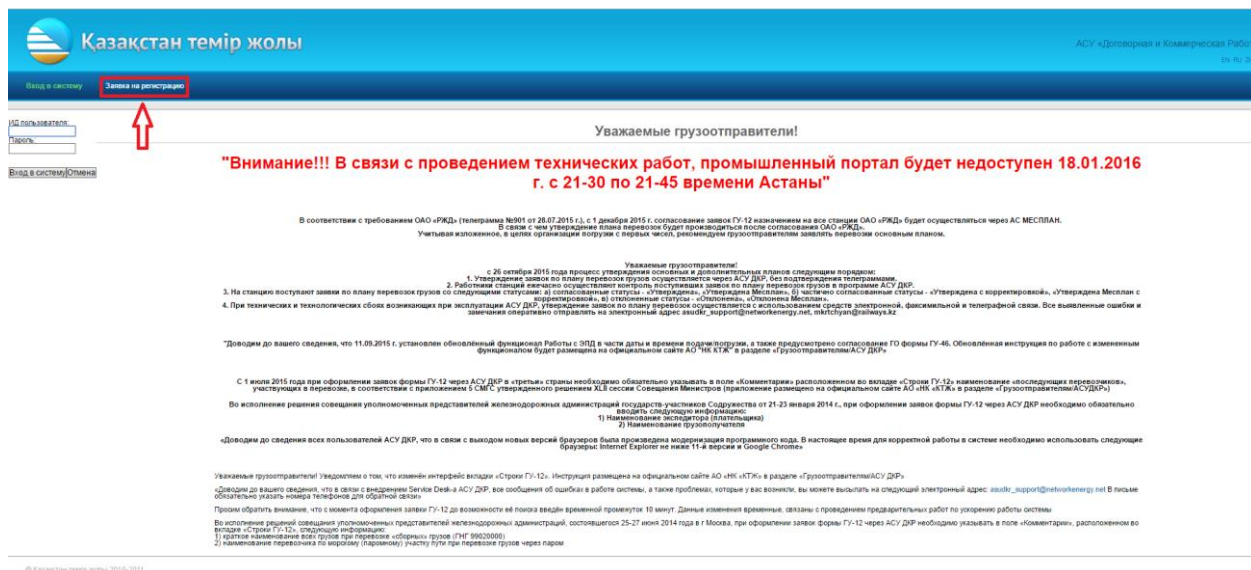 Қазақстан темір жолы
АСУ «Договорная и Коммерческая Рабо
EN RU
Вход в систему Заявка на регистрацию
ИД пользователя:
Пароль:
Вход в систему Отмена
Уважаемые грузоотправители!
"Внимание!!! В связи с проведением технических работ, промышленный портал будет недоступен 18.01.2016
г. с 21-30 по 21-45 времени Астаны"
В соответствии с требованием ОАО «РЖД» (телеграмма №901 от 28.07.2015 г.), с 1 декабря 2015 г. согласование заявок ГУ-12 назначением на все станции ОАО «РЖД» будет осуществляться через АС МЕСПЛАН.
В связи с чем утверждение плана перевозок будет производиться после согласования ОАО «РЖД».
Учитывая изложенное, в целях организации погрузки с первых чисел, рекомендуем грузоотправителям заявлять перевозки основным планом.
Уважаемые грузоотправители!
с 26 октября 2015 года процесс утверждения основных и дополнительных планов следующим порядком:
1. Утверждение заявок по плану перевозок грузов осуществляется через АСУ ДКР, без подтверждения телеграммами.
2. Работники станций ежечасно осуществляют контроль поступивших заявок по плану перевозок грузов в программе АСУ ДКР.
3. На станцию поступают заявки по плану перевозок грузов со следующими статусами: а) согласованные статусы - «Утверждена», «Утверждена Месплан», б) частично согласованные статусы - «Утверждена с корректировкой», «Утверждена Месплан с
корректировкой», в) отклоненные статусы - «Отклонена», «Отклонена Месплан».
4. При технических и технологических сбоях возникающих при эксплуатации АСУ ДКР, утверждение заявок по плану перевозок осуществляется с использованием средств электронной, факсимильной и телеграфной связи. Все выявленные ошибки и
замечания оперативно отправлять на электронный адрес asudkr_support@networkenergy.net, mkrtchyan@railways.kz
"Доводим до вашего сведения, что 11.09.2015 г. установлен обновлённый функционал Работы с ЭПД в части даты и времени подачи/погрузки, а также предусмотрено согласование ГО формы ГУ-46. Обновлённая инструкция по работе с измененным
функционалом будет размещена на официальном сайте АО "НК КТЖ" в разделе «Грузоотправителям/АСУ ДКР»
С 1 июля 2015 года при оформлении заявок формы ГУ-12 через АСУ ДКР в «третьи» страны необходимо обязательно указывать в поле «Комментарии» расположенном во вкладке «Строки ГУ-12» наименование «последующих перевозчиков»,
участвующих в перевозке, в соответствии с приложением 5 СМГС утвержденного решением XLII сессии Совещания Министров (приложение размещено на официальном сайте АО «НК «КТЖ» в разделе «Грузоотправителям/АСУДКР»)
Во исполнение решения совещания уполномоченных представителей железнодорожных администраций государств-участников Содружества от 21-23 января 2014 г., при оформлении заявок формы ГУ-12 через АСУ ДКР необходимо обязательно
вводить следующую информацию:
1) Наименование экспедитора (плательщика)
2) Наименование грузополучателя
«Доводим до сведения всех пользователей АСУ ДКР, что в связи с выходом новых версий браузеров была произведена модернизация программного кода. В настоящее время для корректной работы в системе необходимо использовать следующие
браузеры: Internet Explorer не ниже 11-й версии и Google Chrome»
Уважаемые грузоотправители! Уведомляем о том, что изменён интерфейс вкладки «Строки ГУ-12». Инструкция размещена на официальном сайте АО «НК «КТЖ» в разделе «Грузоотправителям/АСУ ДКР»
«Доводим до вашего сведения, что в связи с внедрением Service Desk-а АСУ ДКР, все сообщения об ошибках в работе системы, а также проблемах, которые у вас возникли, вы можете высылать на следующий электронный адрес: asudkr_support@networkenergy.net В письме
обязательно указать номера телефонов для обратной связи»
Просим обратить внимание, что с момента оформления заявки ГУ-12 до возможности её поиска введён временной промежуток 10 минут. Данные изменения временные, связаны с проведением предварительных работ по ускорению работы системы
Во исполнение решений совещания уполномоченных представителей железнодорожных администраций, состоявшегося 25-27 июня 2014 года в г Москва, при оформлении заявок формы ГУ-12 через АСУ ДКР необходимо указывать в поле «Комментарии», расположенном во
вкладке «Строки ГУ-12», следующую информацию:
1) краткое наименование всех грузов при перевозке «сборных» грузов (ГНГ 99020000)
2) наименование перевозчика по морскому (паромному) участку пути при перевозке грузов через паром
© Казахстан темір жолы 2010-2011